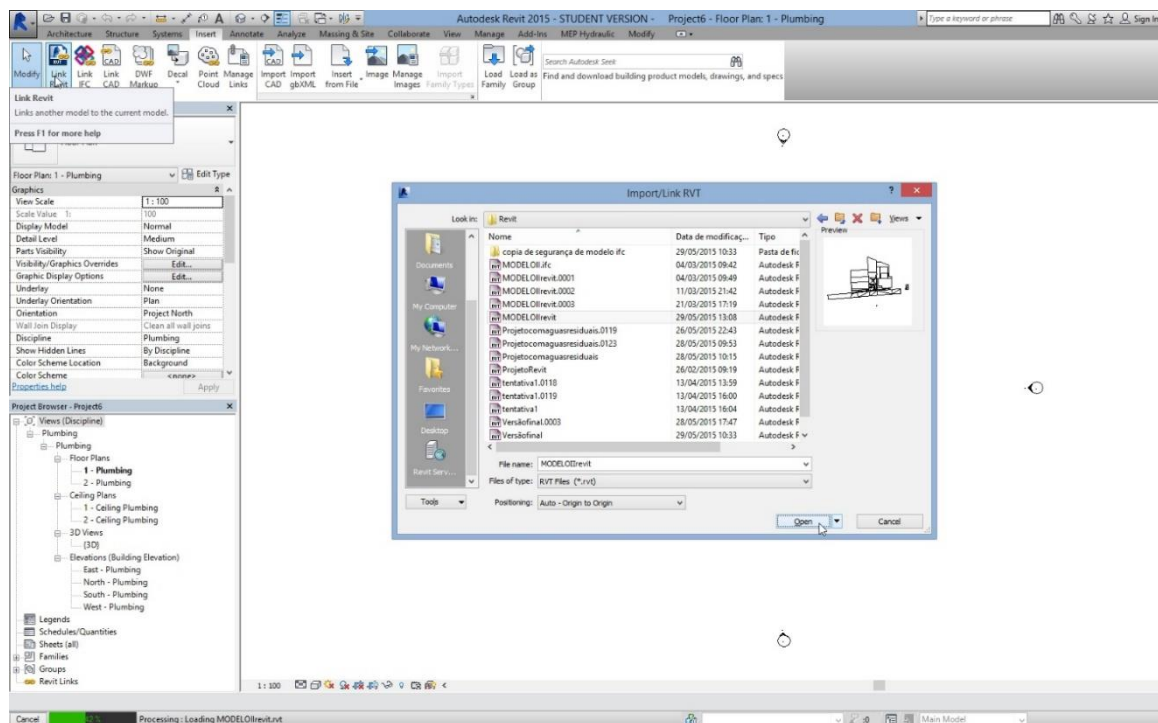 Autodesk Revit 2015 - STUDENT VERSION - Project6 - Floor Plan: 1 - Plumbing
Type a keyword or phrase
Sign In
Architecture Structure Systems Insert Annotate Analyze Massing & Site Collaborate View Manage Add-Ins MEP Hydraulic Modify
Modify
Link Revit
Link IFC
Link CAD
DWF Markup
Decal
Point Cloud
Manage Links
Import CAD
Import gbXML
Insert from File
Image
Manage Images
Import Family Types
Load Family
Load as Group
Search Autodesk Seek
Find and download building product models, drawings, and specs
Link Revit
Links another model to the current model.
Press F1 for more help
Floor Plan: 1 - Plumbing
Edit Type
Graphics
View Scale 1 : 100
Scale Value 1: 100
Display Model Normal
Detail Level Medium
Parts Visibility Show Original
Visibility/Graphics Overrides Edit...
Graphic Display Options Edit...
Underlay None
Underlay Orientation Plan
Orientation Project North
Wall Join Display Clean all wall joins
Discipline Plumbing
Show Hidden Lines By Discipline
Color Scheme Location Background
Color Scheme <none>
Properties help Apply
Project Browser - Project6
Views (Discipline)
Plumbing
Plumbing
Floor Plans
1 - Plumbing
2 - Plumbing
Ceiling Plans
1 - Ceiling Plumbing
2 - Ceiling Plumbing
3D Views
{3D}
Elevations (Building Elevation)
East - Plumbing
North - Plumbing
South - Plumbing
West - Plumbing
Legends
Schedules/Quantities
Sheets (all)
Families
Groups
Revit Links
Import/Link RVT
Look in: Revit
Views
Documents
My Computer
My Network...
Favorites
Desktop
Revit Serv...
Name Data de modificaç... Tipo
copia de segurança de modelo ifc 29/05/2015 10:33 Pasta de fic
MODELOII.ifc 04/03/2015 09:42 Autodesk F
MODELOIIrevit.0001 04/03/2015 09:49 Autodesk F
MODELOIIrevit.0002 11/03/2015 21:42 Autodesk F
MODELOIIrevit.0003 21/03/2015 17:19 Autodesk F
MODELOIIrevit 29/05/2015 13:08 Autodesk F
Projetocomaguasresiduais.0119 26/05/2015 22:43 Autodesk F
Projetocomaguasresiduais.0123 28/05/2015 09:53 Autodesk F
Projetocomaguasresiduais 28/05/2015 10:15 Autodesk F
ProjetoRevit 26/02/2015 09:19 Autodesk F
tentativa1.0118 13/04/2015 13:59 Autodesk F
tentativa1.0119 13/04/2015 16:00 Autodesk F
tentativa1 13/04/2015 16:04 Autodesk F
Versãofinal.0003 28/05/2015 17:47 Autodesk F
Versãofinal 29/05/2015 10:33 Autodesk F
Preview
File name: MODELOIIrevit
Files of type: RVT Files (*.rvt)
Tools
Positioning: Auto - Origin to Origin
Open
Cancel
1 : 100
Cancel
Processing : Loading MODELOIIrevit.rvt
:0
Main Model